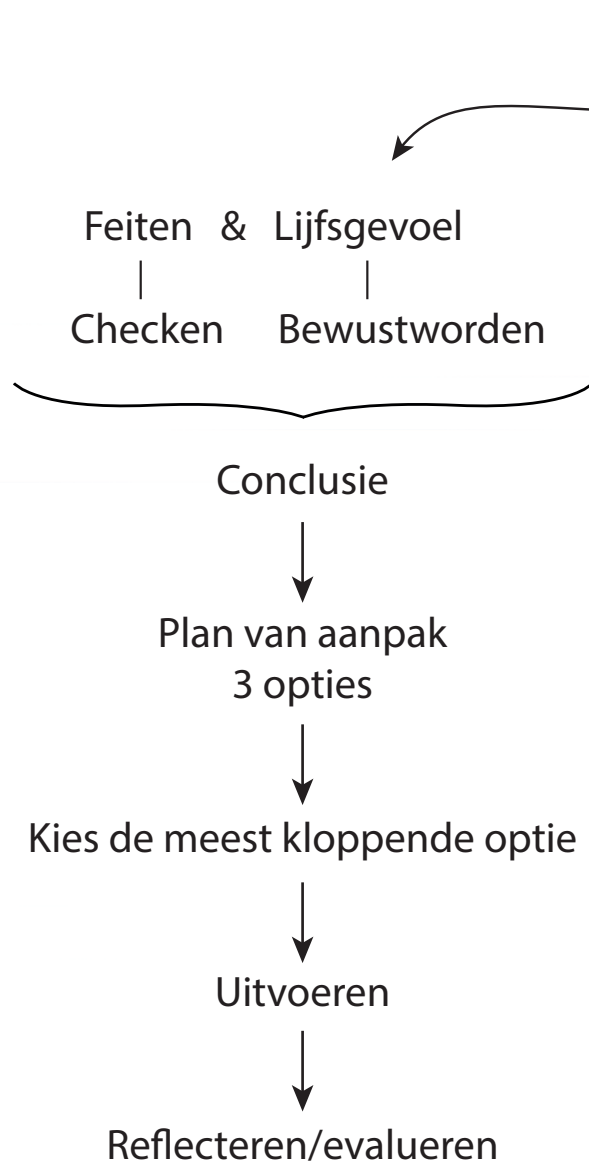 Feiten & Lijfsgevoel
Checken Bewustworden
Conclusie
Plan van aanpak
3 opties
Kies de meest kloppende optie
Uitvoeren
Reflecteren/evalueren